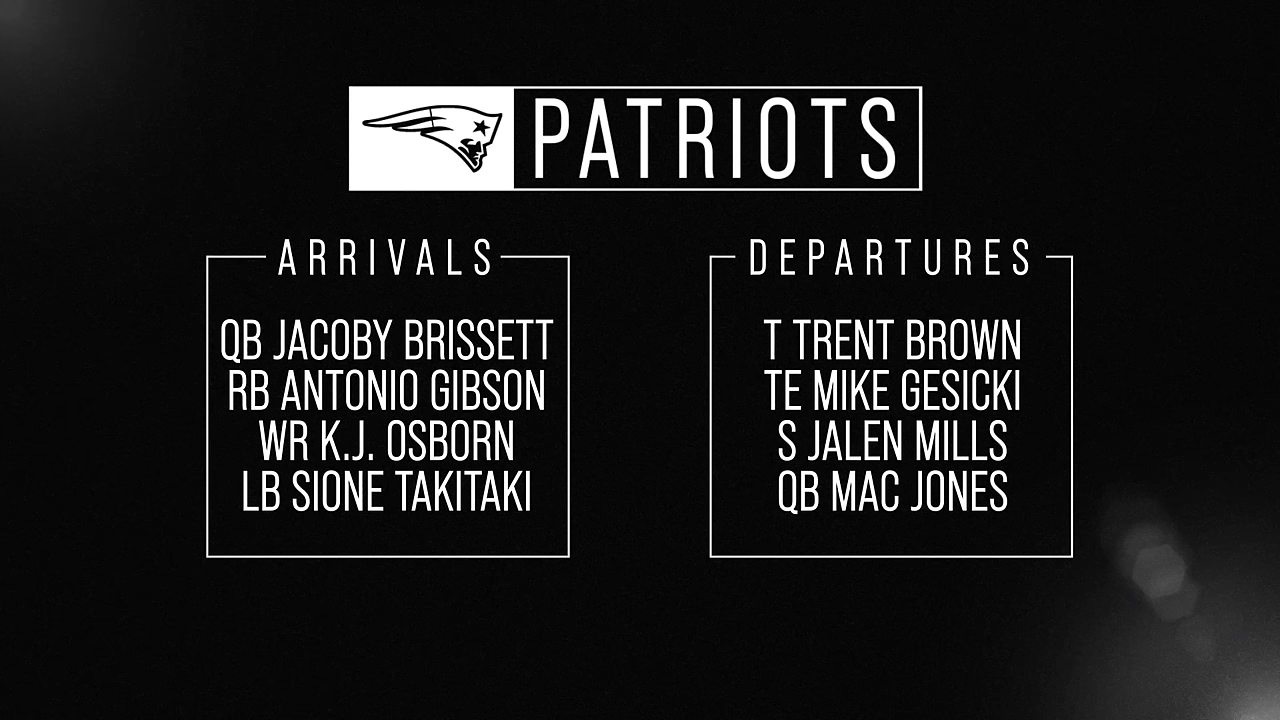 PATRIOTS
ARRIVALS
QB JACOBY BRISSETT
RB ANTONIO GIBSON
WR K.J. OSBORN
LB SIONE TAKITAKI
DEPARTURES
T TRENT BROWN
TE MIKE GESICKI
S JALEN MILLS
QB MAC JONES